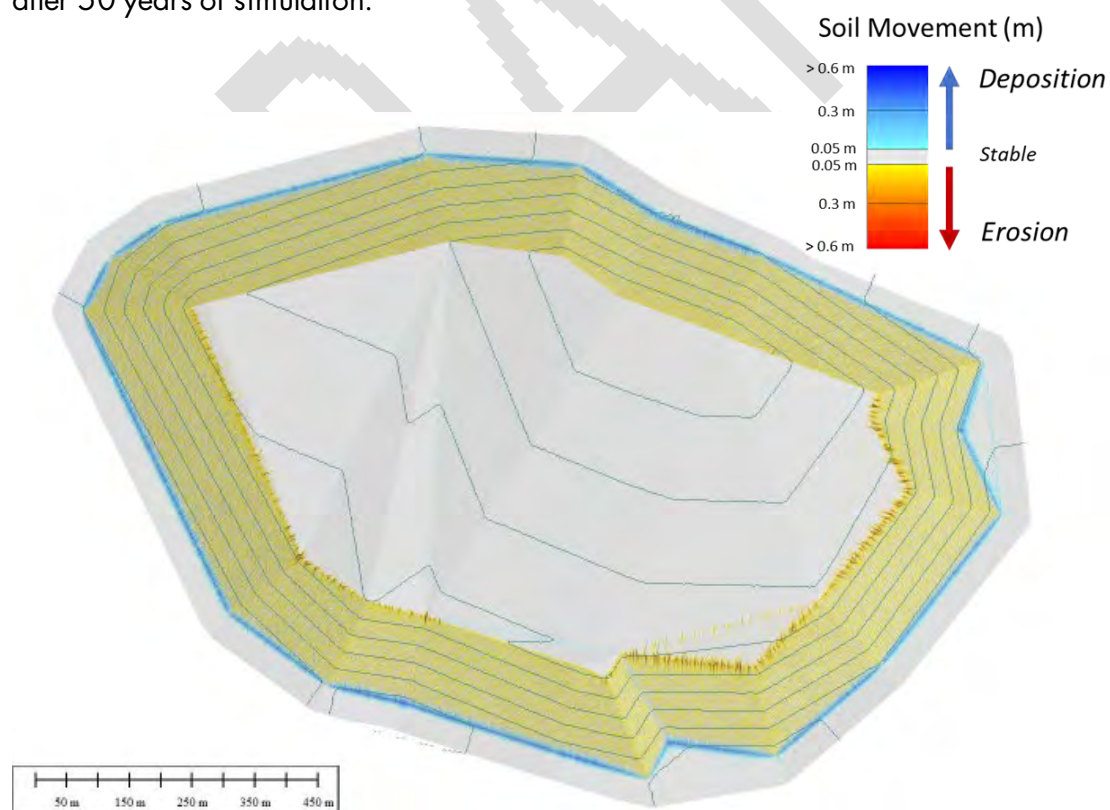 after 50 years of simulation.
Soil Movement (m)
> 0.6 m
Deposition
0.3 m
0.05 m
Stable
0.05 m
0.3 m
Erosion
> 0.6 m
50 m 150 m 250 m 350 m 450 m